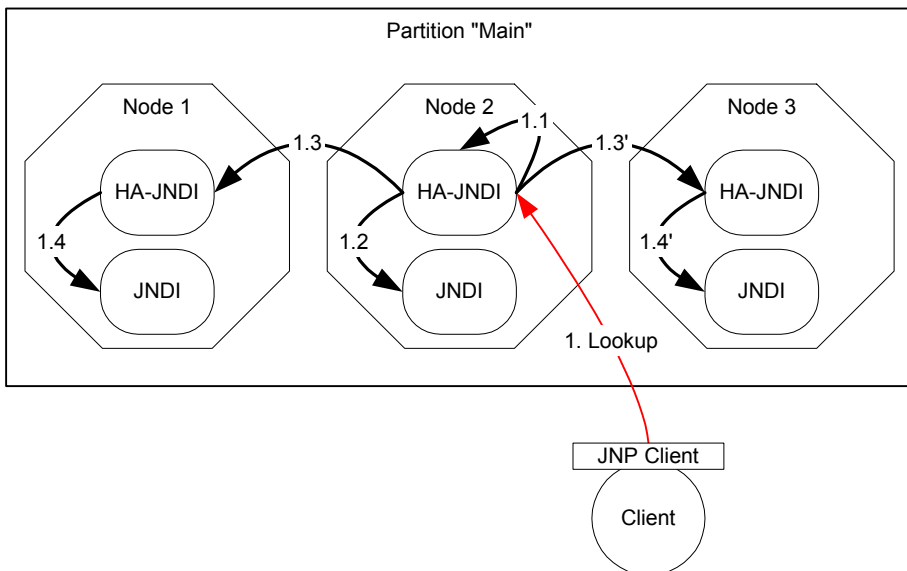 Partition "Main"
Node 1
Node 2
Node 3
1.1
1.3
1.3'
HA-JNDI
HA-JNDI
HA-JNDI
1.4
1.2
1.4'
JNDI
JNDI
JNDI
1. Lookup
JNP Client
Client